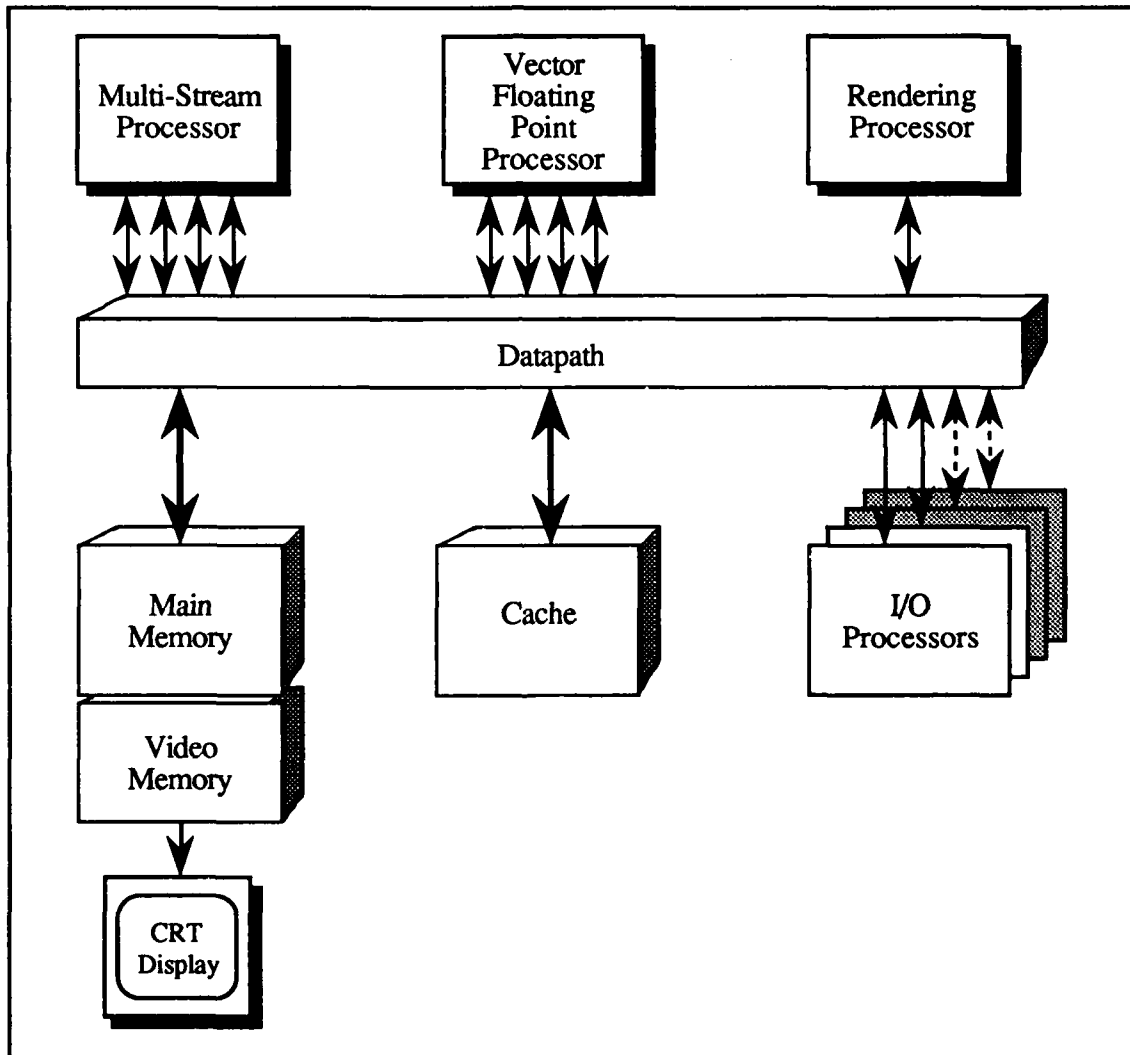 Multi-Stream
Processor
Vector
Floating
Point
Processor
Rendering
Processor
Datapath
Main
Memory
Cache
I/O
Processors
Video
Memory
CRT
Display